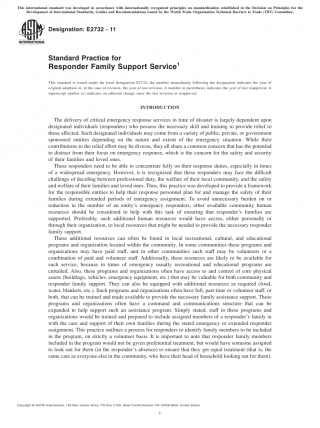 This international standard was developed in accordance with internationally recognized principles on standardization established in the Decision on Principles for the
Development of International Standards, Guides and Recommendations issued by the World Trade Organization Technical Barriers to Trade (TBT) Committee.
Designation: E2732 - 11
INTERNATIONAL
Standard Practice for
Responder Family Support Service1
This standard is issued under the fixed designation E2732; the number immediately following the designation indicates the year of
original adoption or, in the case of revision, the year of last revision. A number in parentheses indicates the year of last reapproval. A
superscript epsilon (ε) indicates an editorial change since the last revision or reapproval.
INTRODUCTION
The delivery of critical emergency response services in time of disaster is largely dependent upon
designated individuals (responders) who possess the necessary skill and training to provide relief to
those affected. Such designated individuals may come from a variety of public, private, or government
sponsored entities depending on the nature and extent of the emergency situation. While their
contributions to the relief effort may be diverse, they all share a common concern that has the potential
to distract from their focus on emergency response, which is the concern for the safety and security
of their families and loved ones.
These responders need to be able to concentrate fully on their response duties, especially in times
of a widespread emergency. However, it is recognized that these responders may face the difficult
challenge of deciding between professional duty, the welfare of their local community, and the safety
and welfare of their families and loved ones. Thus, this practice was developed to provide a framework
for the responsible entities to help their response personnel plan for and manage the safety of their
families during extended periods of emergency assignment. To avoid unnecessary burden on or
reduction in the number of an entity's emergency responders, other available community human
resources should be considered to help with this task of ensuring that responder's families are
supported. Preferably, such additional human resources would have access, either personally or
through their organization, to local resources that might be needed to provide the necessary responder
family support.
These additional resources can be found in local recreational, cultural, and educational
programs and organization located within the community. In some communities these programs and
organizations may have paid staff, and in other communities such staff may be volunteers or a
combination of paid and volunteer staff. Additionally, these resources are likely to be available for
such service, because in times of emergency usually recreational and educational programs are
curtailed. Also, these programs and organizations often have access to and control of core physical
assets (buildings, vehicles, emergency equipment, etc.) that may be valuable for both community and
responder family support. They can also be equipped with additional resources as required (food,
water, blankets, etc.). Such programs and organizations often have full, part-time or volunteer staff, or
both, that can be trained and made available to provide the necessary family assistance support. These
programs and organizations often have a command and communications structure that can be
expanded to help support such an assistance program. Simply stated, staff in these programs and
organizations would be trained and prepared to include assigned members of a responder's family in
with the care and support of their own families during the stated emergency or extended responder
assignment. This practice outlines a process for responders to identify family members to be included
in the program, on strictly a volunteer basis. It is important to note that responder family members
included in the program would not be given preferential treatment, but would have someone assigned
to look out for them (in the responder's absence) to ensure that they get equal treatment (that is, the
same care as everyone else in the community, who have their head of household looking out for them).
Copyright © ASTM International, 100 Barr Harbor Drive, PO Box C700, West Conshohocken, PA 19428-2959. United States
1